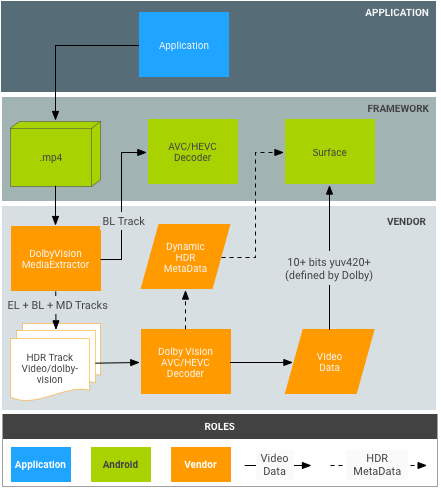 APPLICATION
Application
FRAMEWORK
.mp4
AVC/HEVC
Decoder
Surface
VENDOR
BL Track
DolbyVision
MediaExtractor
Dynamic
HDR
MetaData
10+ bits yuv420+
(defined by Dolby)
EL + BL + MD Tracks
HDR Track
Video/dolby-
vision
Dolby Vision
AVC/HEVC
Decoder
Video
Data
ROLES
Application
Android
Vendor
Video
Data
HDR
MetaData